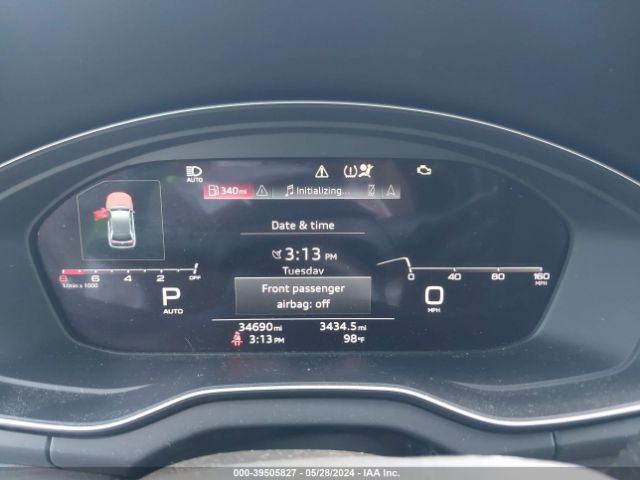 AUTO
340 mi Initializing...
Date & time
3:13 PM
Tuesday
8 6 4 2 OFF
1/min x 1000
0 40 80 160
MPH
Front passenger
airbag: off
P
AUTO
0
MPH
34690 mi 3434.5 mi
3:13 PM 98°F
000-39505827 - 05/28/2024 - IAA Inc.